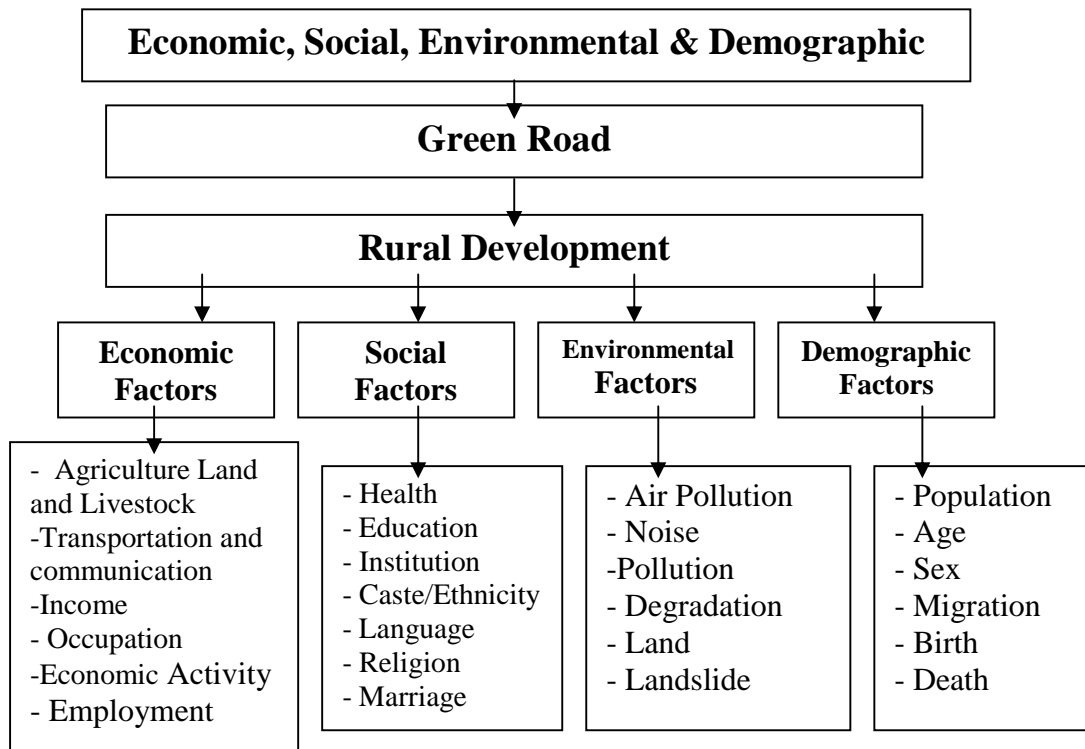 Economic, Social, Environmental & Demographic
Green Road
Rural Development
Economic
Factors
Social
Factors
Environmental
Factors
Demographic
Factors
- Agriculture Land
and Livestock
-Transportation and
communication
-Income
- Occupation
-Economic Activity
- Employment
- Health
- Education
- Institution
- Caste/Ethnicity
- Language
- Religion
- Marriage
- Air Pollution
- Noise
-Pollution
- Degradation
- Land
- Landslide
- Population
- Age
- Sex
- Migration
- Birth
- Death